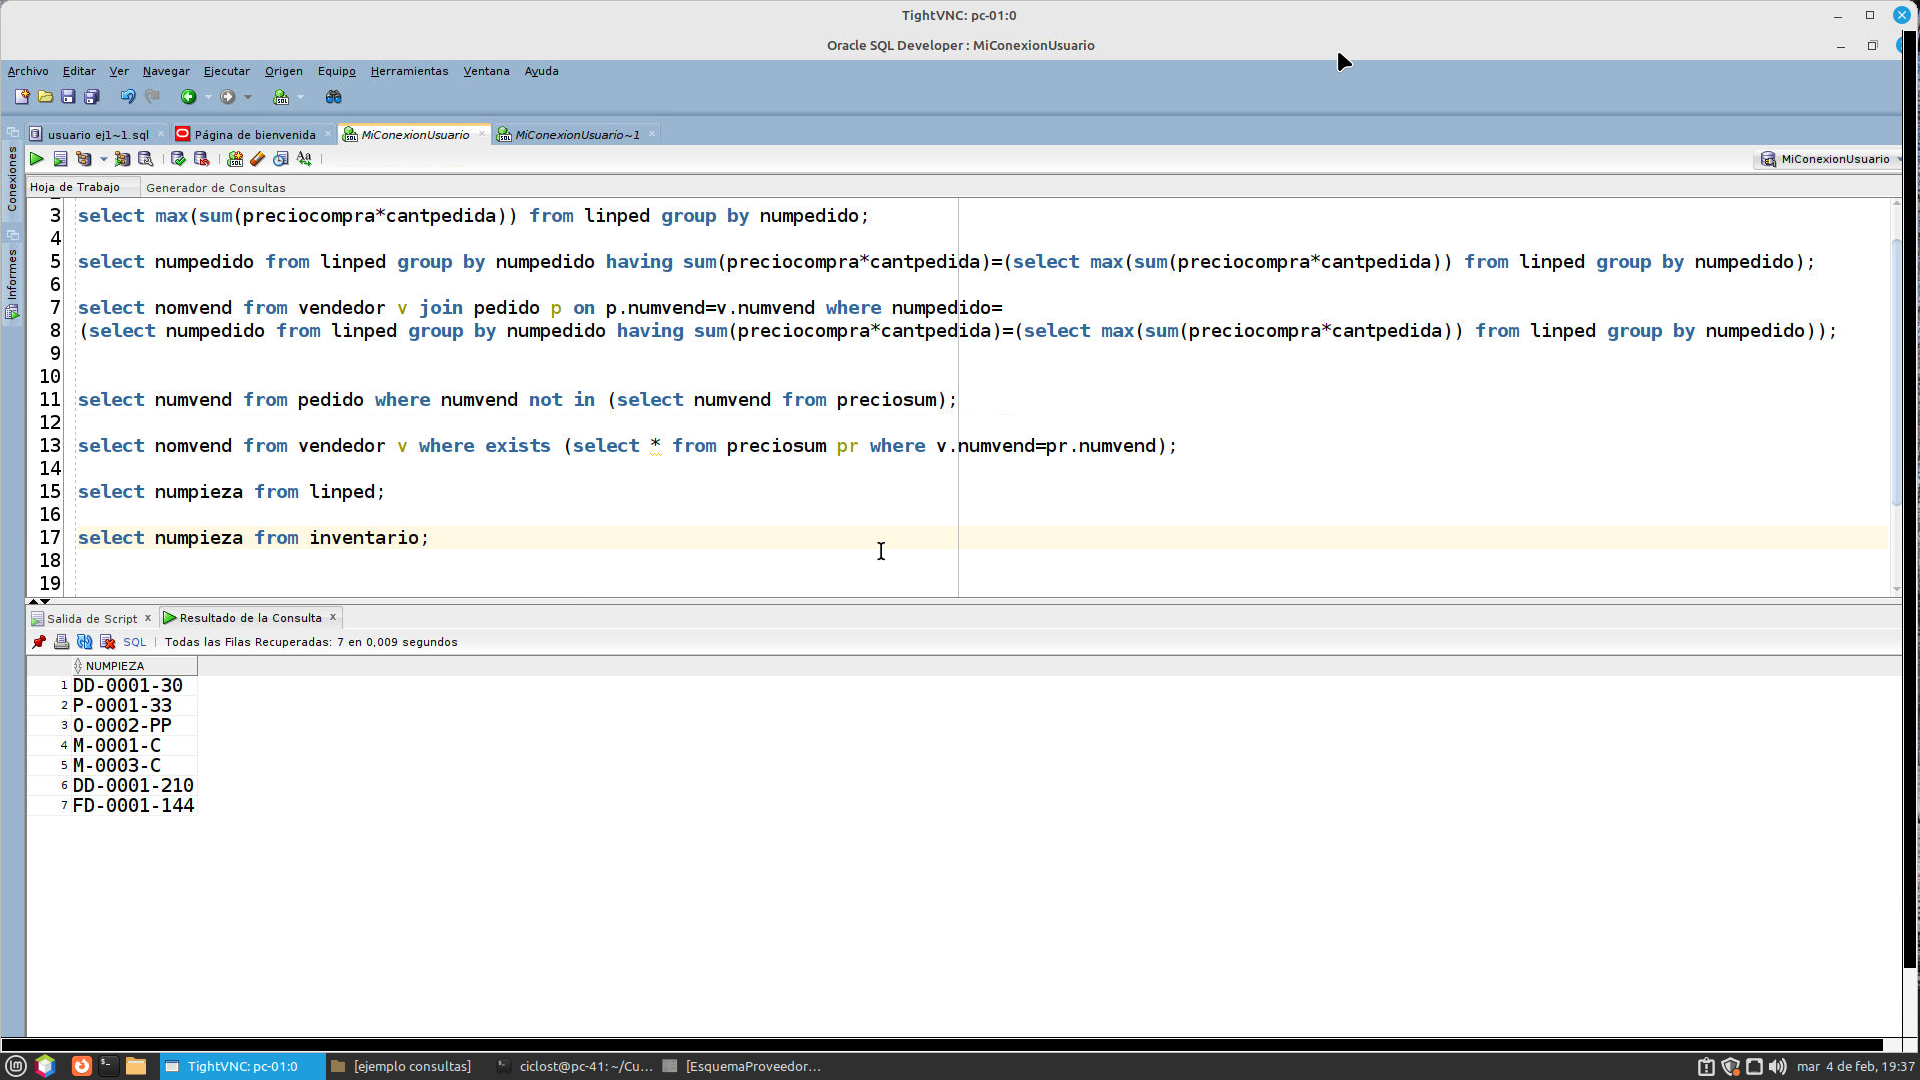 TightVNC: pc-01:0
Oracle SQL Developer : MiConexionUsuario
Archivo Editar Ver Navegar Ejecutar Origen Equipo Herramientas Ventana Ayuda
usuario ej1~1.sql Página de bienvenida MiConexionUsuario MiConexionUsuario~1
MiConexionUsuario
Conexiones
Informes
Hoja de Trabajo Generador de Consultas
3 select max(sum(preciocompra*cantpedida)) from linped group by numpedido;
4
5 select numpedido from linped group by numpedido having sum(preciocompra*cantpedida)=(select max(sum(preciocompra*cantpedida)) from linped group by numpedido);
6
7 select nomvend from vendedor v join pedido p on p.numvend=v.numvend where numpedido=
8 (select numpedido from linped group by numpedido having sum(preciocompra*cantpedida)=(select max(sum(preciocompra*cantpedida)) from linped group by numpedido));
9
10
11 select numvend from pedido where numvend not in (select numvend from preciosum);
12
13 select nomvend from vendedor v where exists (select * from preciosum pr where v.numvend=pr.numvend);
14
15 select numpieza from linped;
16
17 select numpieza from inventario;
18
19
Salida de Script x Resultado de la Consulta x
SQL | Todas las Filas Recuperadas: 7 en 0,009 segundos
NUMPIEZA
1 DD-0001-30
2 P-0001-33
3 O-0002-PP
4 M-0001-C
5 M-0003-C
6 DD-0001-210
7 FD-0001-144
TightVNC: pc-01:0 [ejemplo consultas] ciclost@pc-41: ~/Cu... [EsquemaProveedor... mar 4 de feb, 19:37